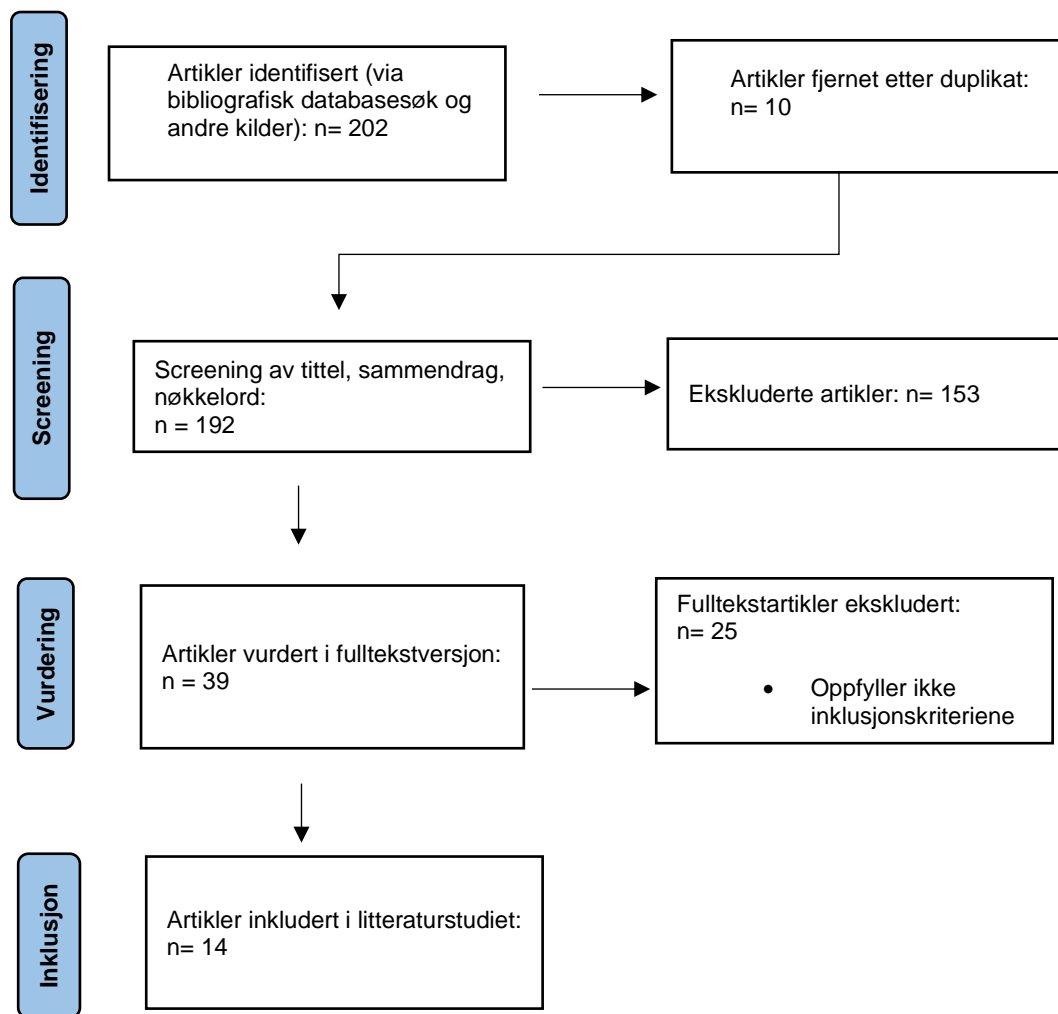 Identifisering
Artikler identifisert (via
bibliografisk databasesøk og
andre kilder): n= 202
Artikler fjernet etter duplikat:
n= 10
Screening
Screening av tittel, sammendrag,
nøkkelord:
n = 192
Ekskluderte artikler: n= 153
Vurdering
Artikler vurdert i fulltekstversjon:
n = 39
Fulltekstartikler ekskludert:
n= 25
• Oppfyller ikke
inklusjonskriteriene
Inklusjon
Artikler inkludert i litteraturstudiet:
n= 14